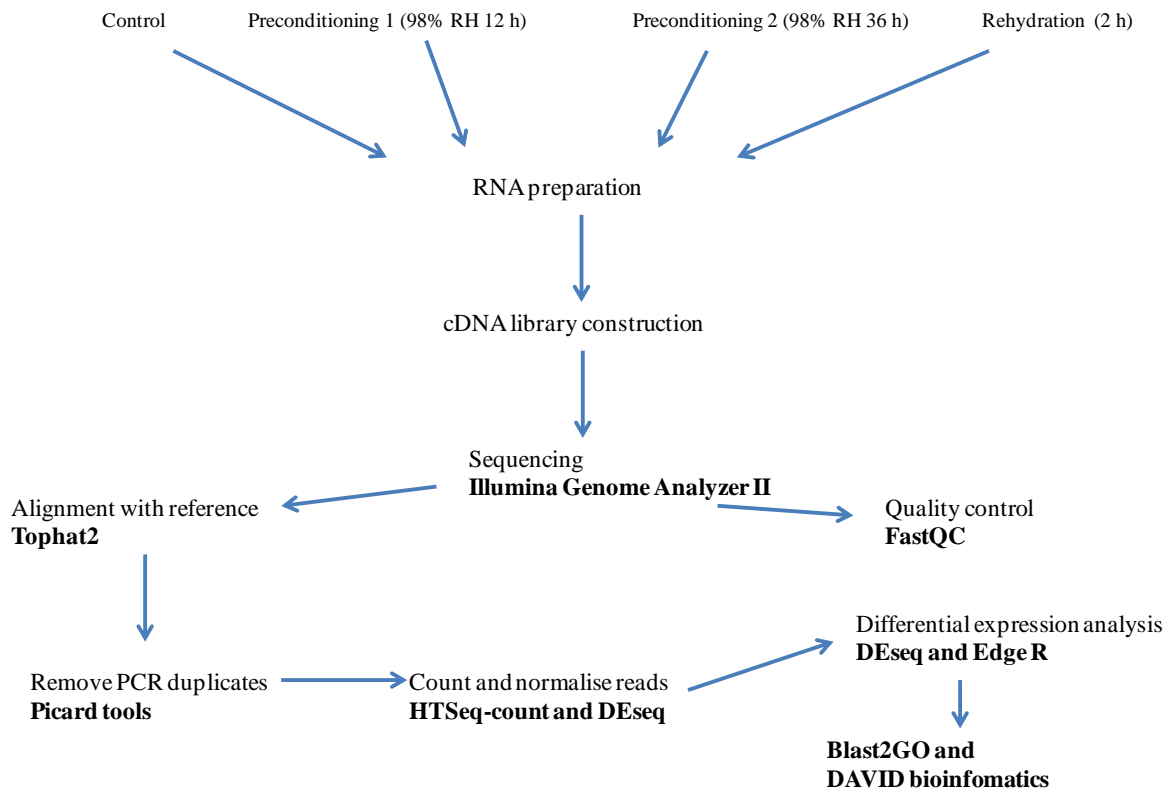 Control
Preconditioning 1 (98% RH 12 h)
Preconditioning 2 (98% RH 36 h)
Rehydration (2 h)
RNA preparation
cDNA library construction
Sequencing
Illumina Genome Analyzer II
Alignment with reference
Tophat2
Quality control
FastQC
Differential expression analysis
DEseq and Edge R
Remove PCR duplicates
Picard tools
Count and normalise reads
HTSeq-count and DEseq
Blast2GO and
DAVID bioinfomatics